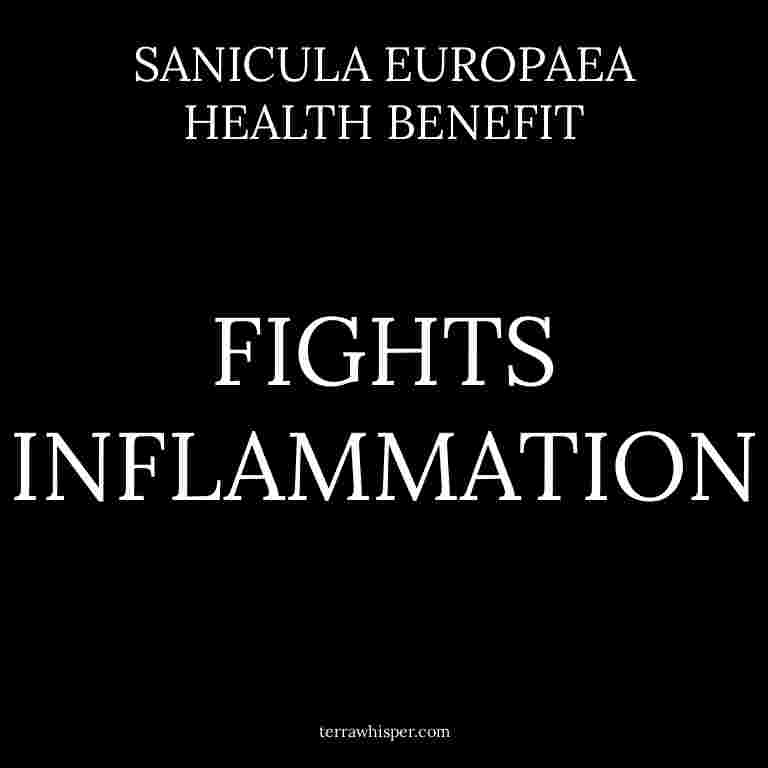 SANICULA EUROPAEA
HEALTH BENEFIT
FIGHTS
INFLAMMATION
terrawhisper.com